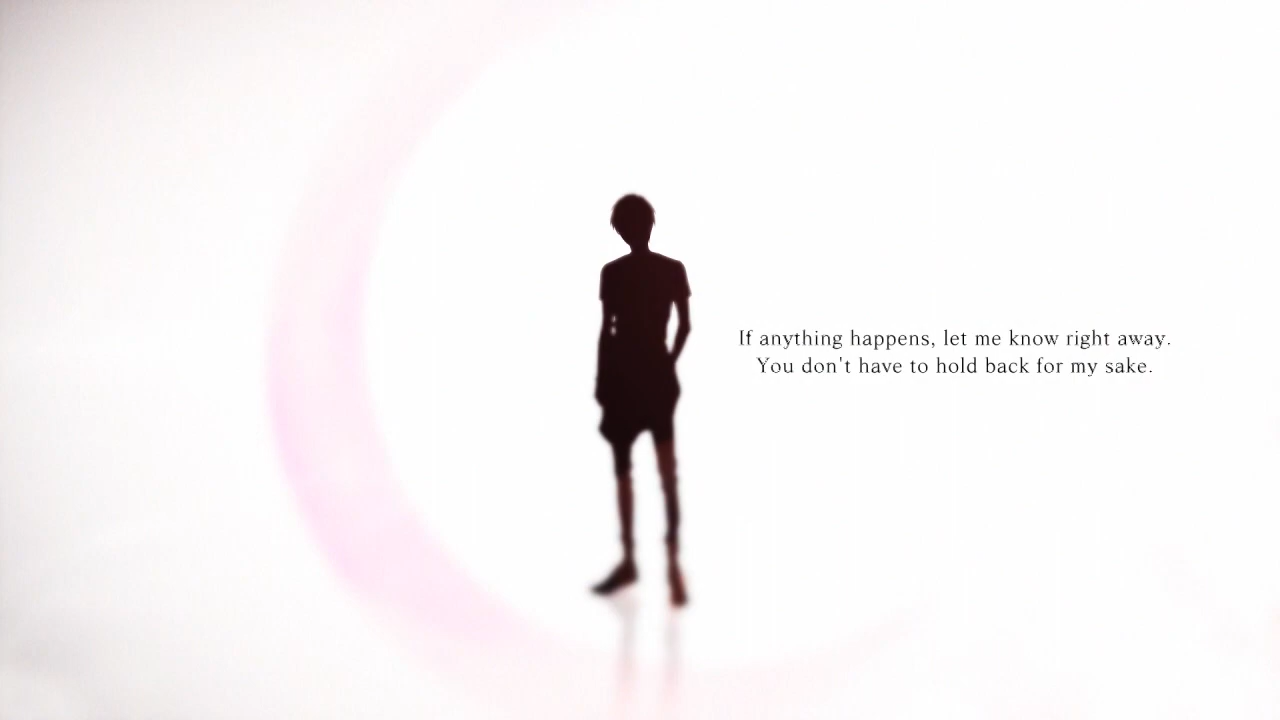 If anything happens, let me know right away.
You don't have to hold back for my sake.